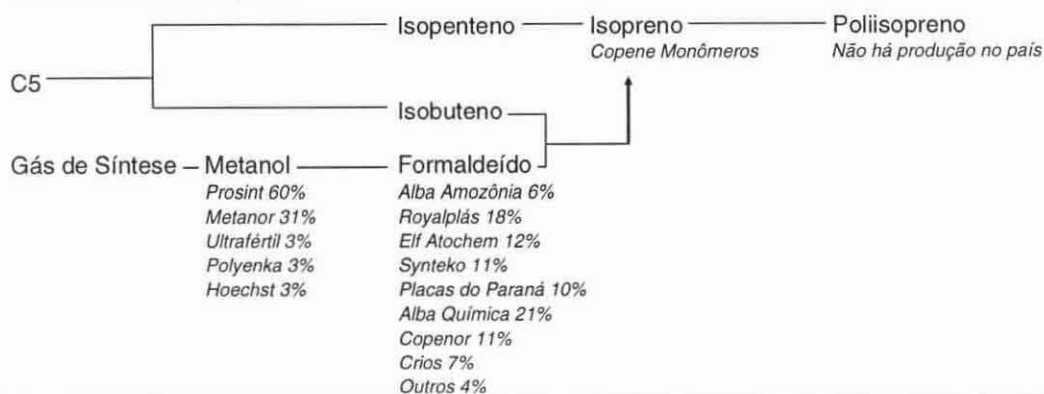 Isopenteno Isopreno Poliisopreno
Copene Monômeros Não há produção no pais
C5
Isobuteno
Gás de Síntese Metanol Formaldeído
Prosint 60% Alba Amozônia 6%
Metanor 31% Royalplás 18%
Ultrafértil 3% Elf Atochem 12%
Polyenka 3% Synteko 11%
Hoechst 3% Placas do Paraná 10%
Alba Química 21%
Copenor 11%
Crios 7%
Outros 4%